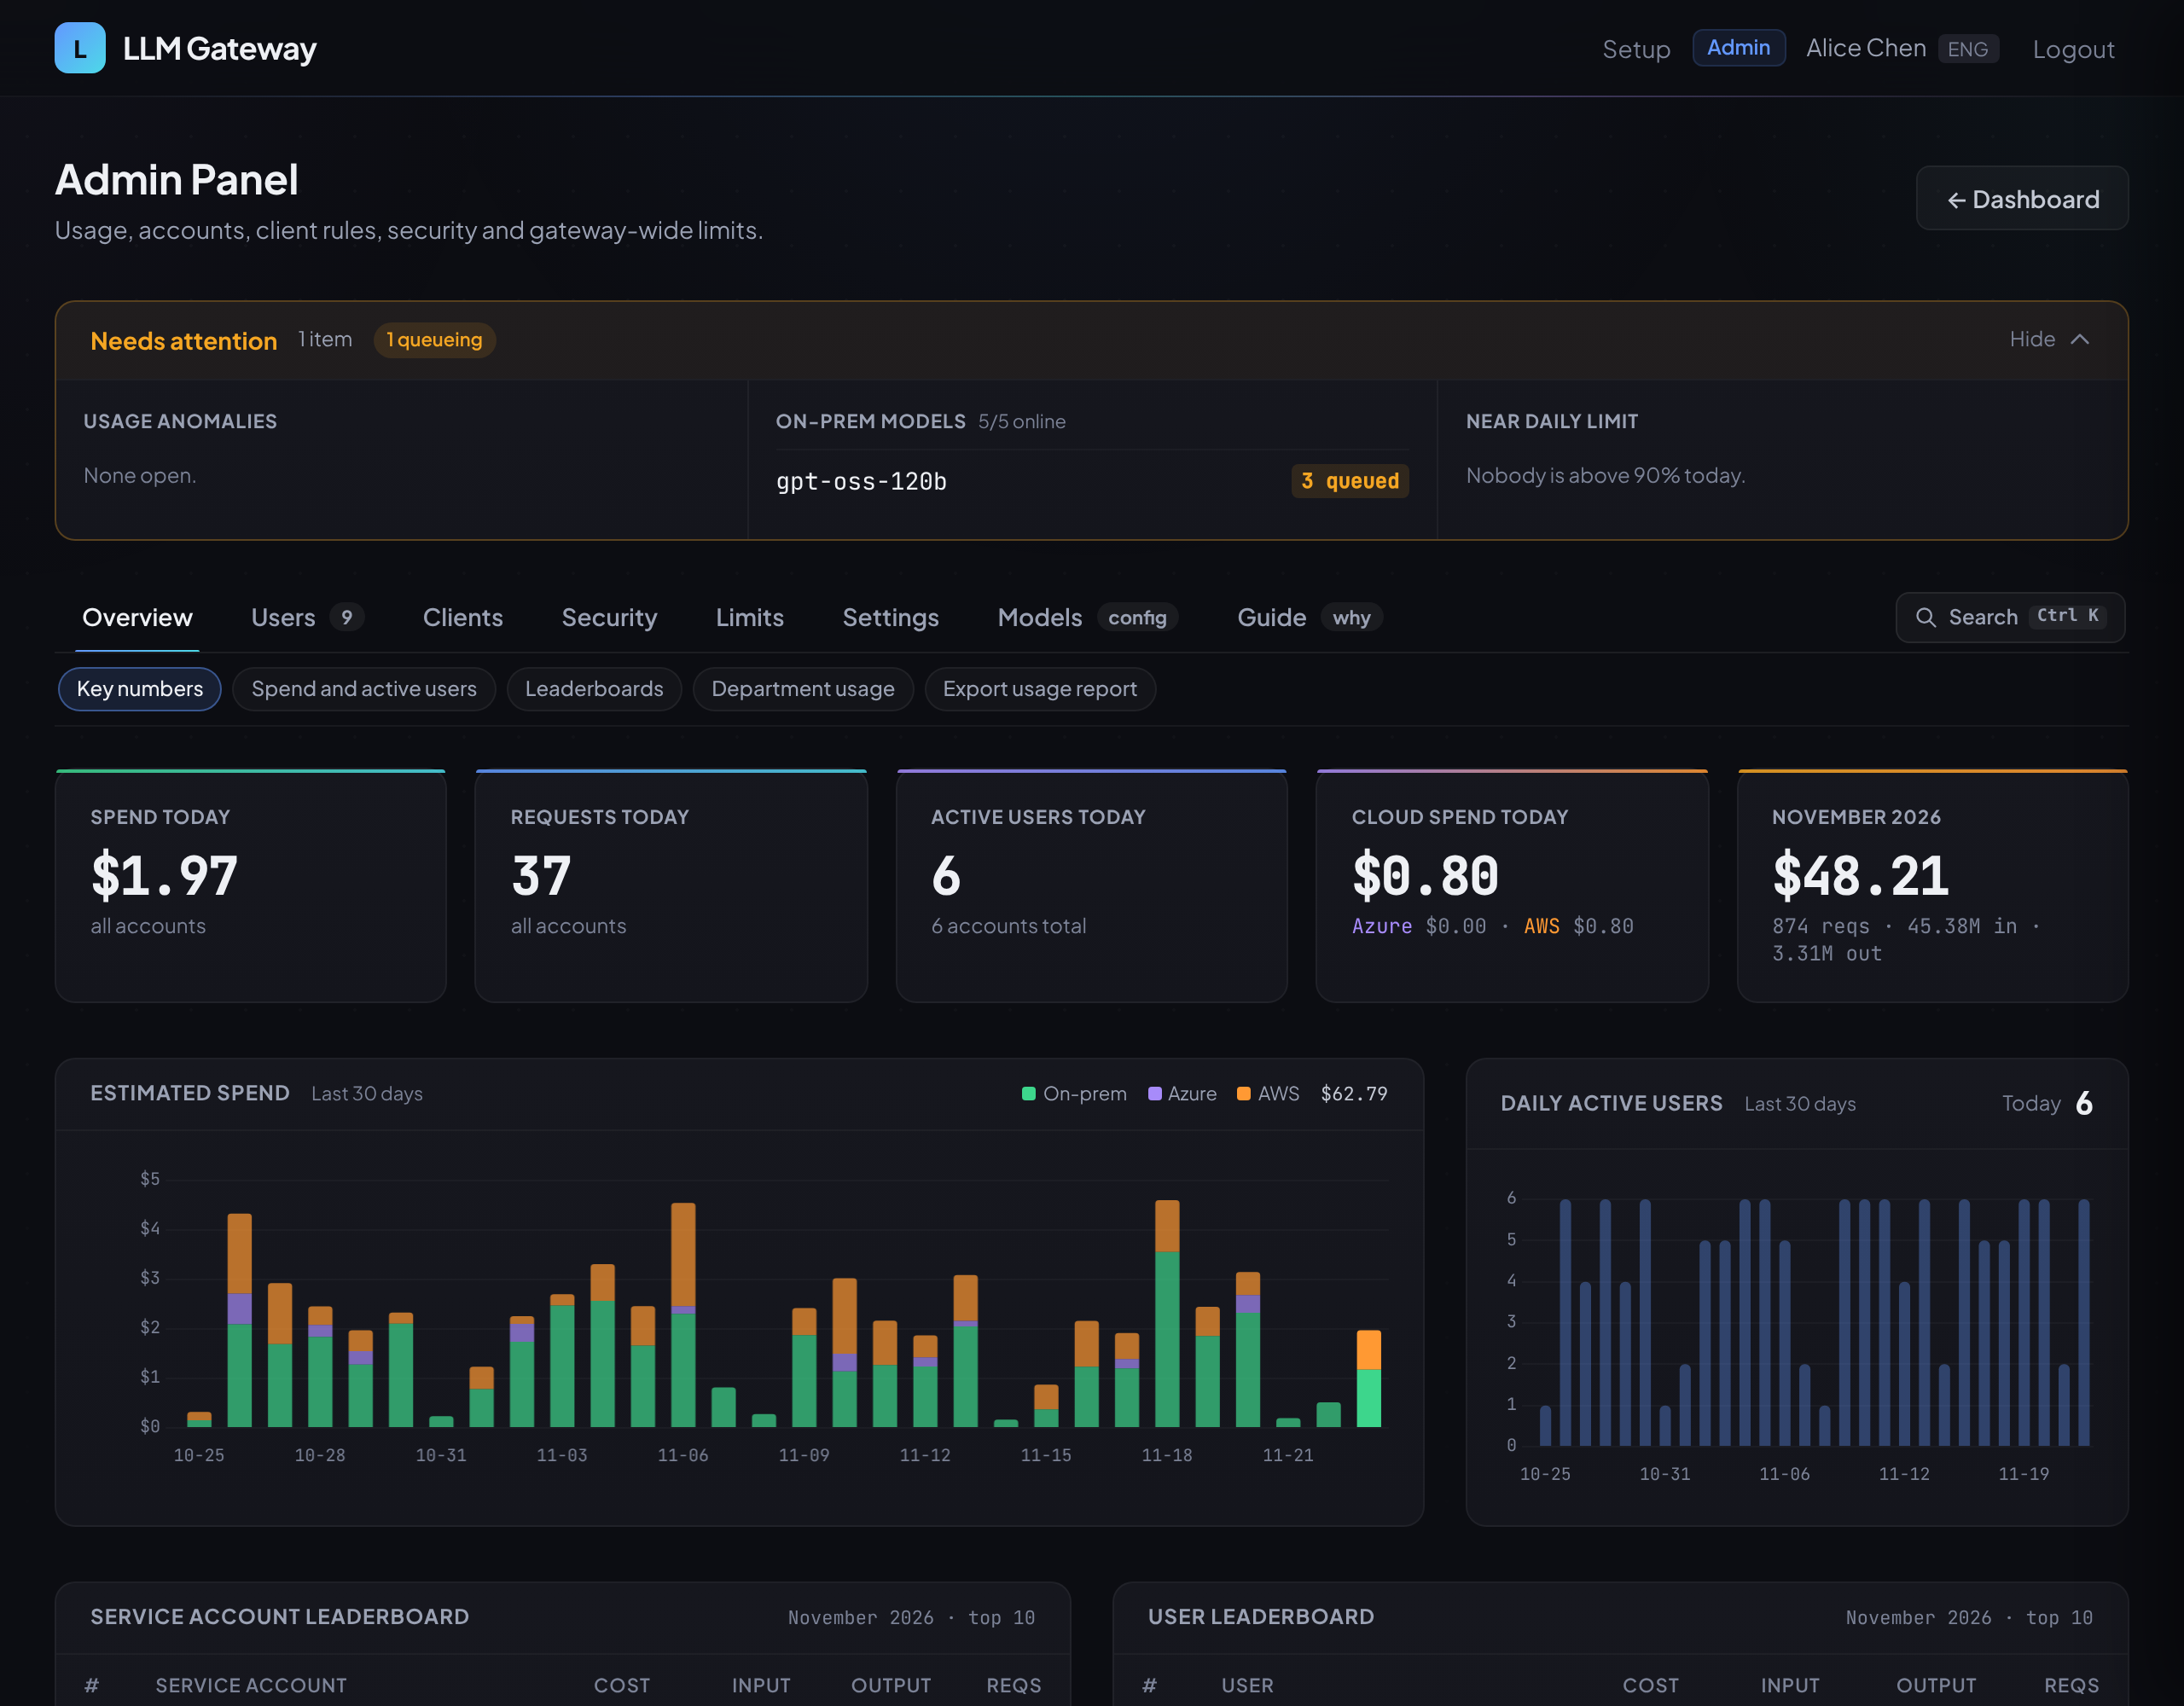 L LLM Gateway Setup Admin Alice Chen ENG Logout
Admin Panel
← Dashboard
Usage, accounts, client rules, security and gateway-wide limits.
Needs attention 1 item 1 queueing Hide
USAGE ANOMALIES
None open.
ON-PREM MODELS 5/5 online
gpt-oss-120b 3 queued
NEAR DAILY LIMIT
Nobody is above 90% today.
Overview Users 9 Clients Security Limits Settings Models config Guide why Search Ctrl K
Key numbers Spend and active users Leaderboards Department usage Export usage report
SPEND TODAY
$1.97
all accounts
REQUESTS TODAY
37
all accounts
ACTIVE USERS TODAY
6
6 accounts total
CLOUD SPEND TODAY
$0.80
Azure $0.00 · AWS $0.80
NOVEMBER 2026
$48.21
874 reqs · 45.38M in ·
3.31M out
ESTIMATED SPEND Last 30 days On-prem Azure AWS $62.79
$5
$4
$3
$2
$1
$0
10-25 10-28 10-31 11-03 11-06 11-09 11-12 11-15 11-18 11-21
DAILY ACTIVE USERS Last 30 days Today 6
6
5
4
3
2
1
0
10-25 10-31 11-06 11-12 11-19
SERVICE ACCOUNT LEADERBOARD November 2026 · top 10
# SERVICE ACCOUNT COST INPUT OUTPUT REQS
USER LEADERBOARD November 2026 · top 10
# USER COST INPUT OUTPUT REQS